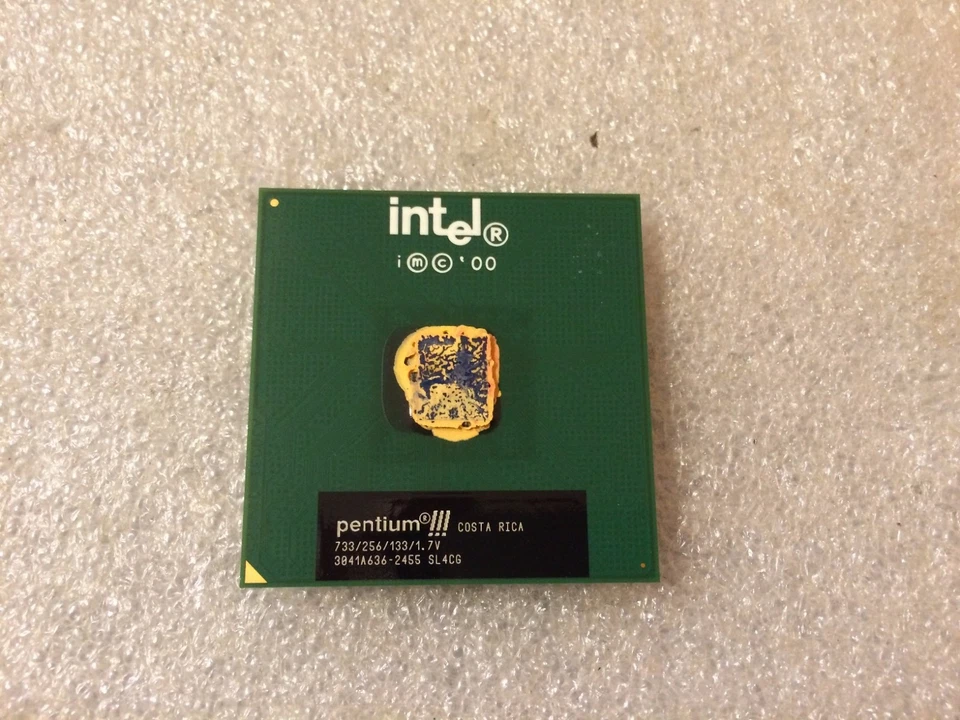 intel®
i ⓜ © '00
pentium®!!! COSTA RICA
733/256/133/1.7V
3041A636-2455 SL4CG